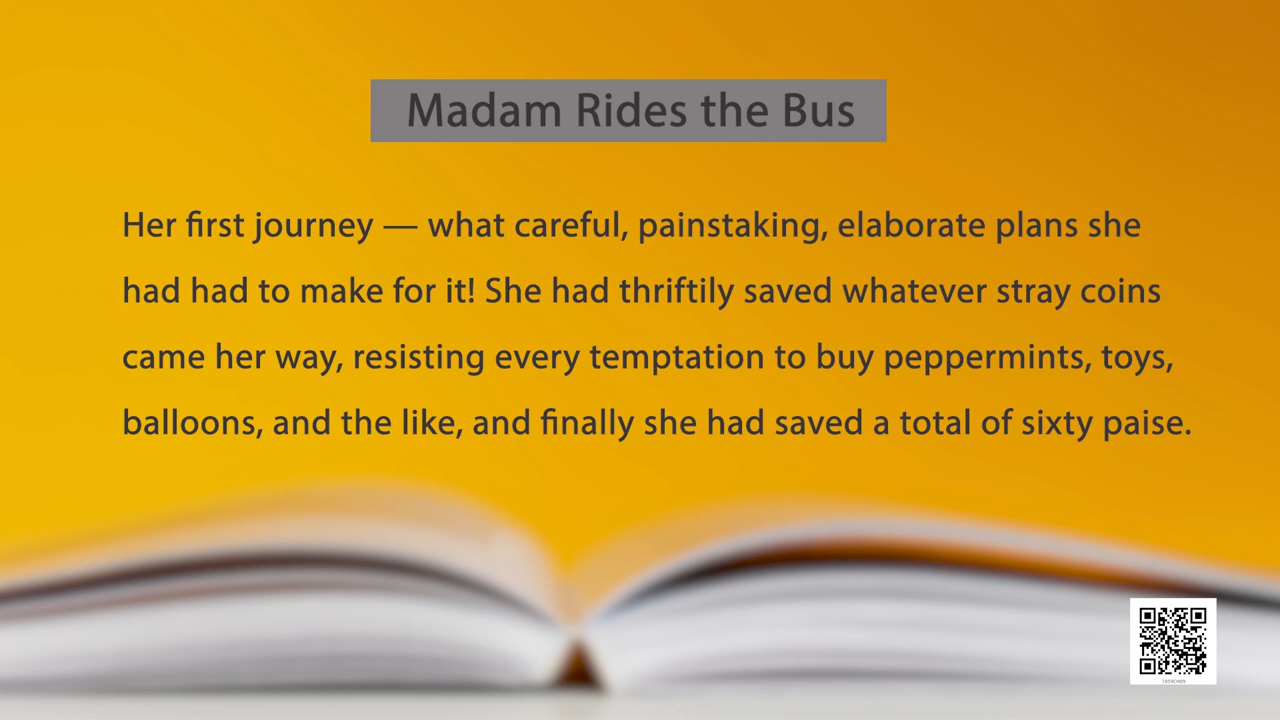 Madam Rides the Bus
Her first journey — what careful, painstaking, elaborate plans she
had had to make for it! She had thriftily saved whatever stray coins
came her way, resisting every temptation to buy peppermints, toys,
balloons, and the like, and finally she had saved a total of sixty paise.